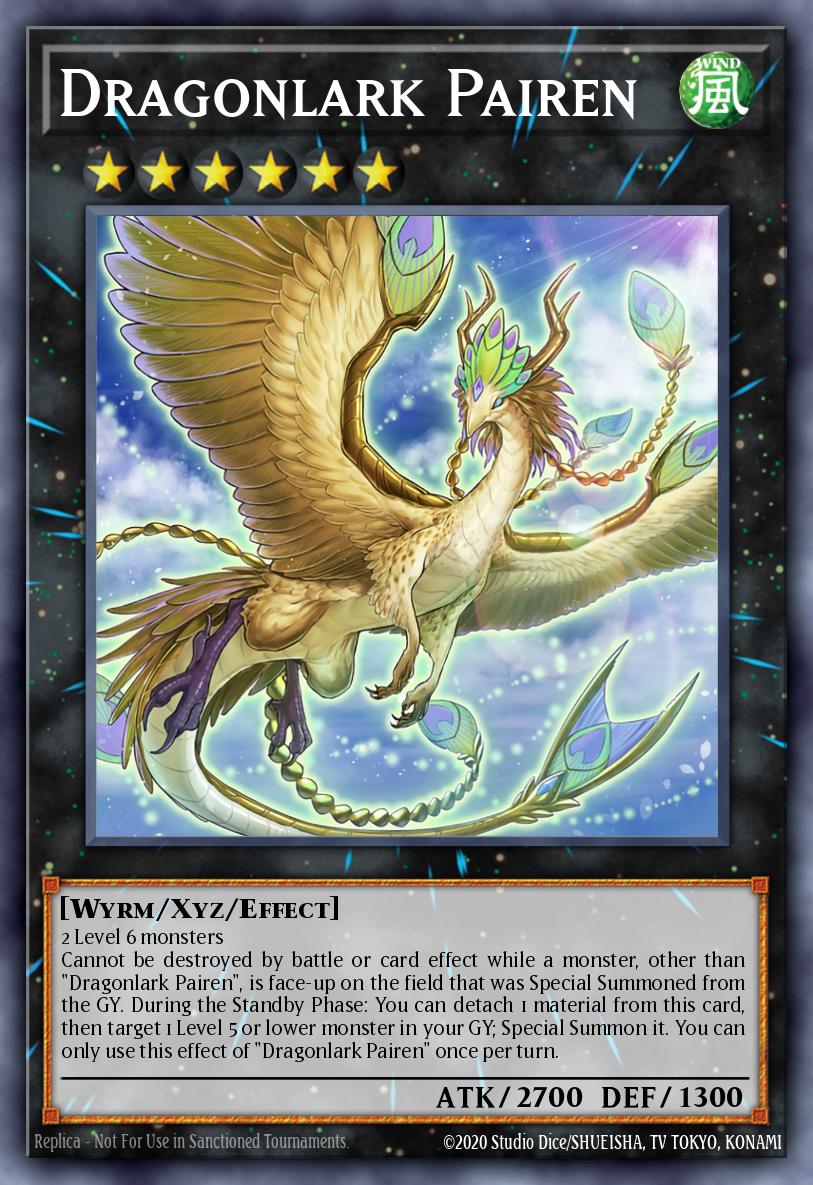 Dragonlark Pairen
WIND
風
[Wyrm/Xyz/Effect]
2 Level 6 monsters
Cannot be destroyed by battle or card effect while a monster, other than
"Dragonlark Pairen", is face-up on the field that was Special Summoned from
the GY. During the Standby Phase: You can detach 1 material from this card,
then target 1 Level 5 or lower monster in your GY; Special Summon it. You can
only use this effect of "Dragonlark Pairen" once per turn.
ATK/2700 DEF/1300
Replica - Not For Use in Sanctioned Tournaments.
©2020 Studio Dice/SHUEISHA, TV TOKYO, KONAMI